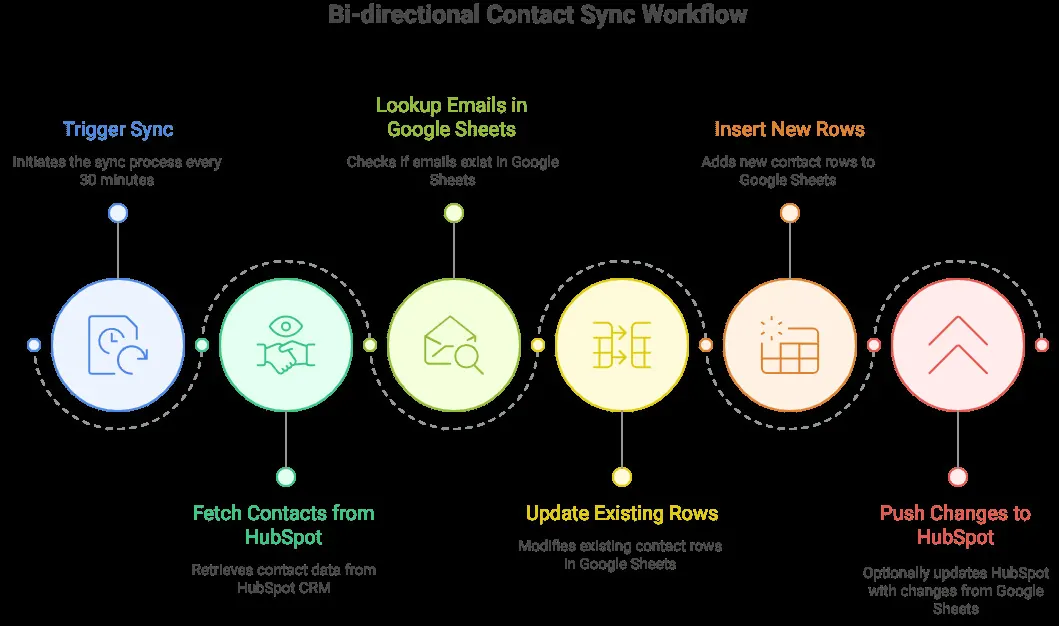 Bi-directional Contact Sync Workflow
Trigger Sync
Initiates the sync process every
30 minutes
Fetch Contacts from
HubSpot
Retrieves contact data from
HubSpot CRM
Lookup Emails in
Google Sheets
Checks if emails exist in Google
Sheets
Update Existing Rows
Modifies existing contact rows
in Google Sheets
Insert New Rows
Adds new contact rows to
Google Sheets
Push Changes to
HubSpot
Optionally updates HubSpot
with changes from Google
Sheets